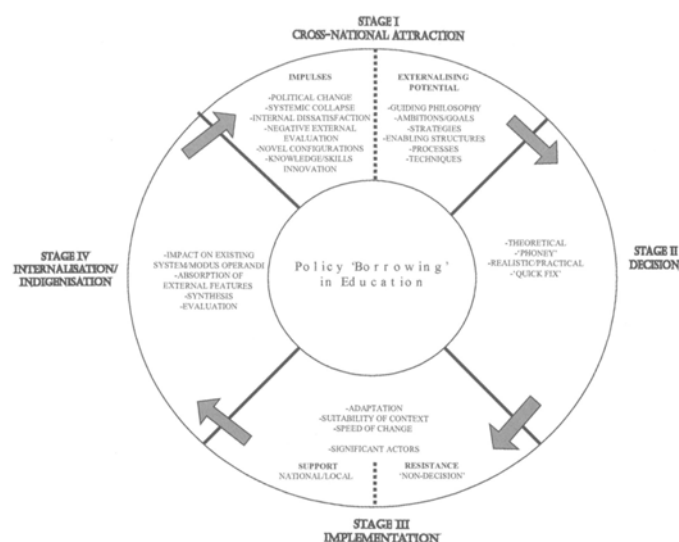 STAGE I
CROSS-NATIONAL ATTRACTION
IMPULSES
-POLITICAL CHANGE
-SYSTEMIC COLLAPSE
-INTERNAL DISSATISFACTION
-NEGATIVE EXTERNAL
EVALUATION
-NOVEL CONFIGURATIONS
-KNOWLEDGE/SKILLS
INNOVATION
EXTERNALISING
POTENTIAL
-GUIDING PHILOSOPHY
-AMBITIONS/GOALS
-STRATEGIES
-ENABLING STRUCTURES
-PROCESSES
-TECHNIQUES
STAGE II
DECISION
-THEORETICAL
-'PHONEY'
-REALISTIC/PRACTICAL
-'QUICK FIX'
Policy 'Borrowing'
in Education
STAGE IV
INTERNALISATION/
INDIGENISATION
-IMPACT ON EXISTING
SYSTEM/MODUS OPERANDI
-ABSORPTION OF
EXTERNAL FEATURES
-SYNTHESIS
-EVALUATION
-ADAPTATION
-SUITABILITY OF CONTEXT
-SPEED OF CHANGE
-SIGNIFICANT ACTORS
SUPPORT
NATIONAL/LOCAL
RESISTANCE
'NON-DECISION'
STAGE III
IMPLEMENTATION